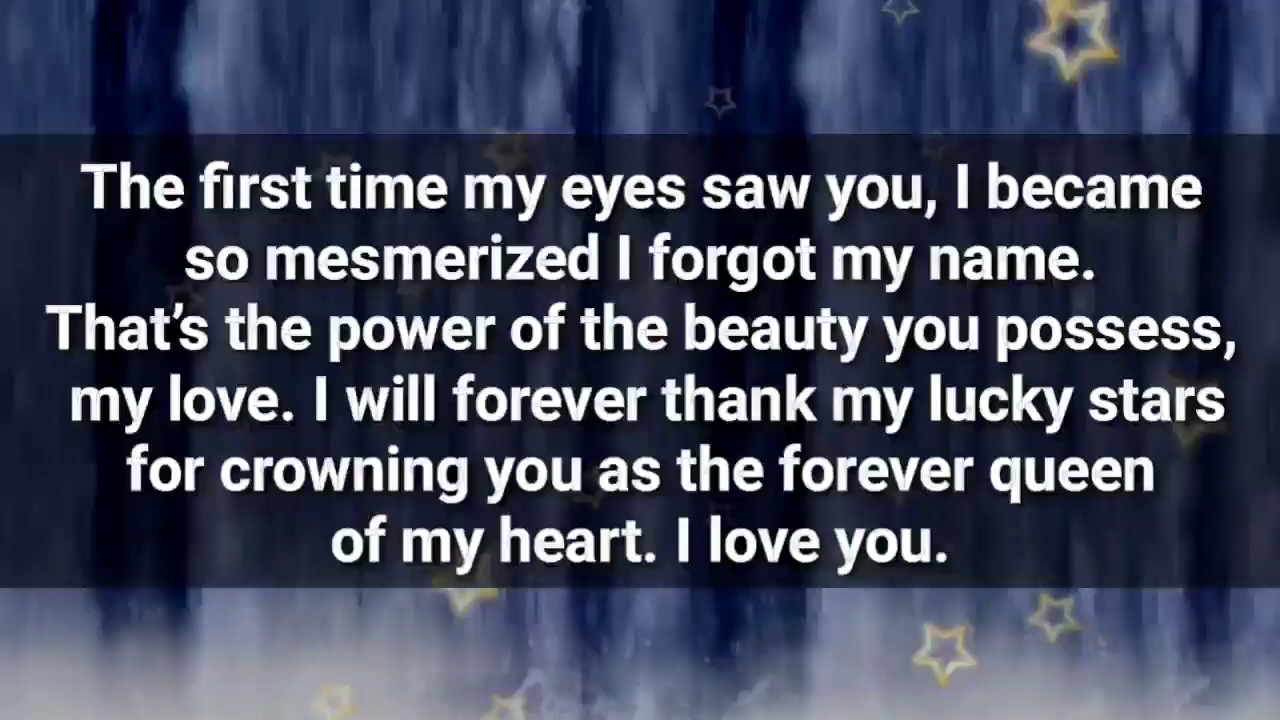 The first time my eyes saw you, I became
so mesmerized I forgot my name.
That’s the power of the beauty you possess,
my love. I will forever thank my lucky stars
for crowning you as the forever queen
of my heart. I love you.